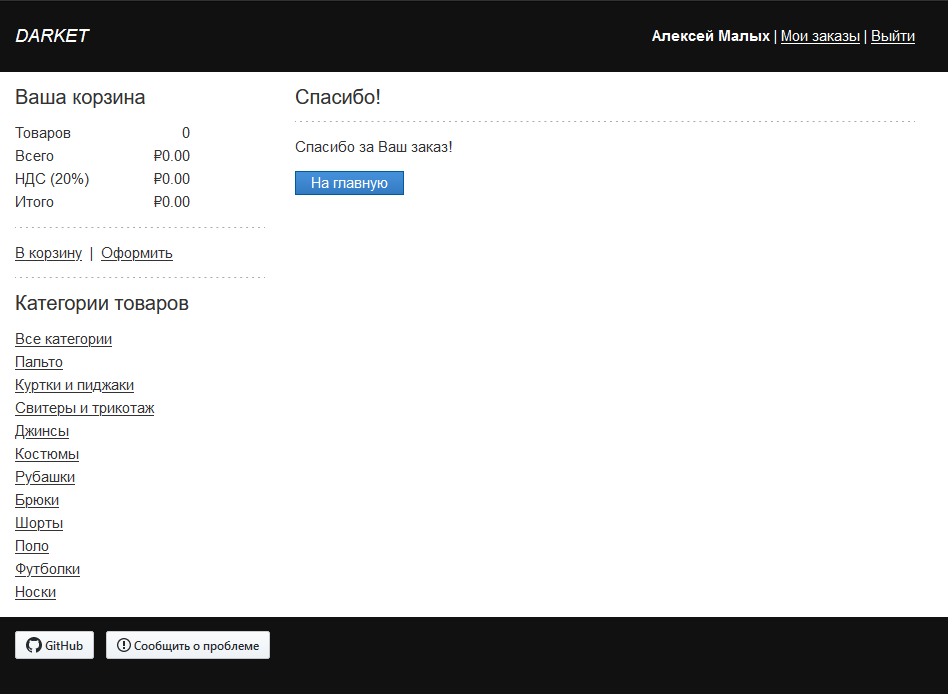 DARKET
Алексей Малых | Мои заказы | Выйти
Ваша корзина
Товаров 0
Всего ₽0.00
НДС (20%) ₽0.00
Итого ₽0.00
В корзину | Оформить
Категории товаров
Все категории
Пальто
Куртки и пиджаки
Свитеры и трикотаж
Джинсы
Костюмы
Рубашки
Брюки
Шорты
Поло
Футболки
Носки
Спасибо!
Спасибо за Ваш заказ!
На главную
GitHub
Сообщить о проблеме